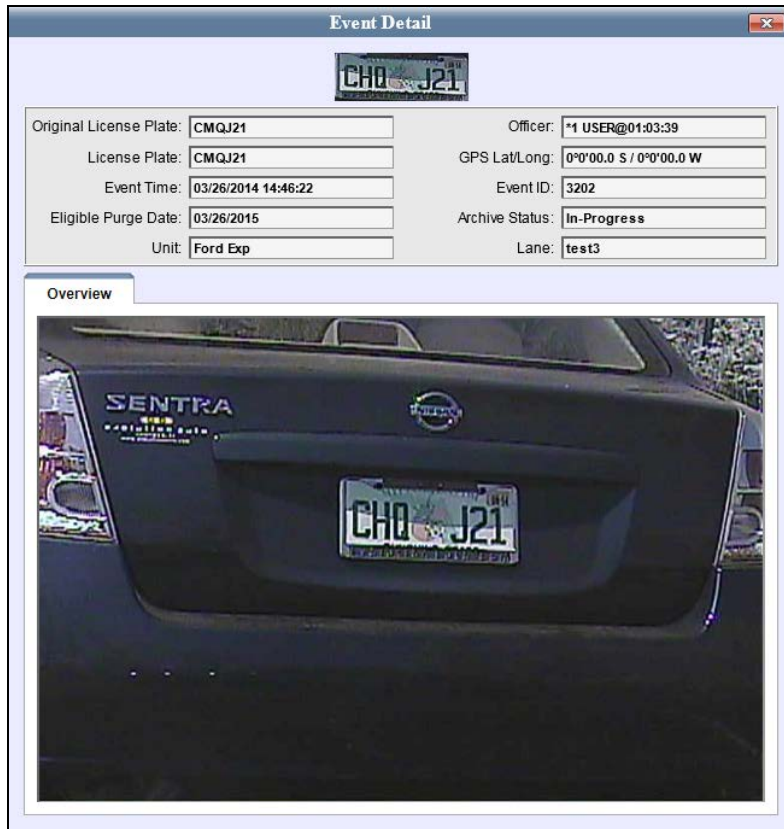 Event Detail
CHQ J21
Original License Plate: CMQJ21
Officer: *1 USER@01:03:39
License Plate: CMQJ21
GPS Lat/Long: 0°0'00.0 S / 0°0'00.0 W
Event Time: 03/26/2014 14:46:22
Event ID: 3202
Eligible Purge Date: 03/26/2015
Archive Status: In-Progress
Unit: Ford Exp
Lane: test3
Overview
SENTRA
NISSAN
evolution auto
CHQ J21